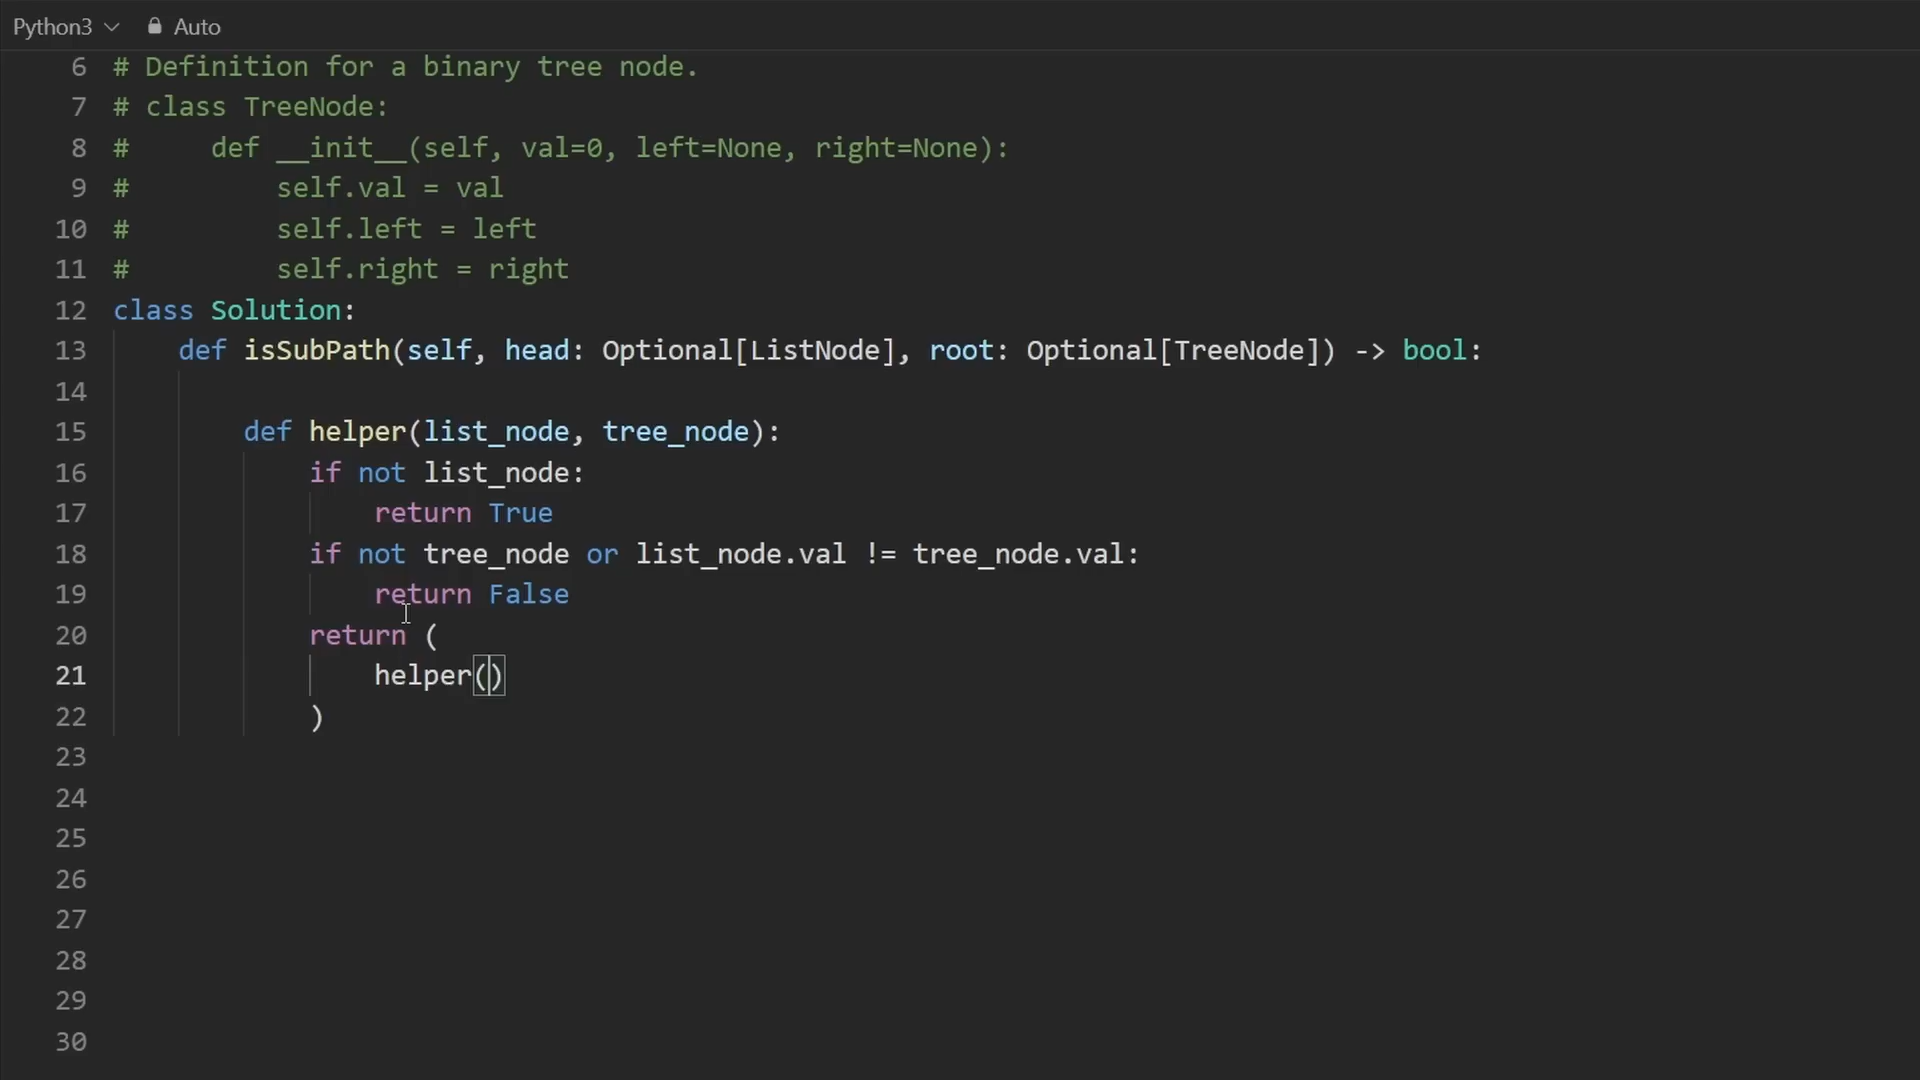 Python3 Auto
6 # Definition for a binary tree node.
7 # class TreeNode:
8 #     def __init__(self, val=0, left=None, right=None):
9 #         self.val = val
10 #         self.left = left
11 #         self.right = right
12 class Solution:
13     def isSubPath(self, head: Optional[ListNode], root: Optional[TreeNode]) -> bool:
14
15         def helper(list_node, tree_node):
16             if not list_node:
17                 return True
18             if not tree_node or list_node.val != tree_node.val:
19                 return False
20             return (
21                 helper()
22             )
23
24
25
26
27
28
29
30